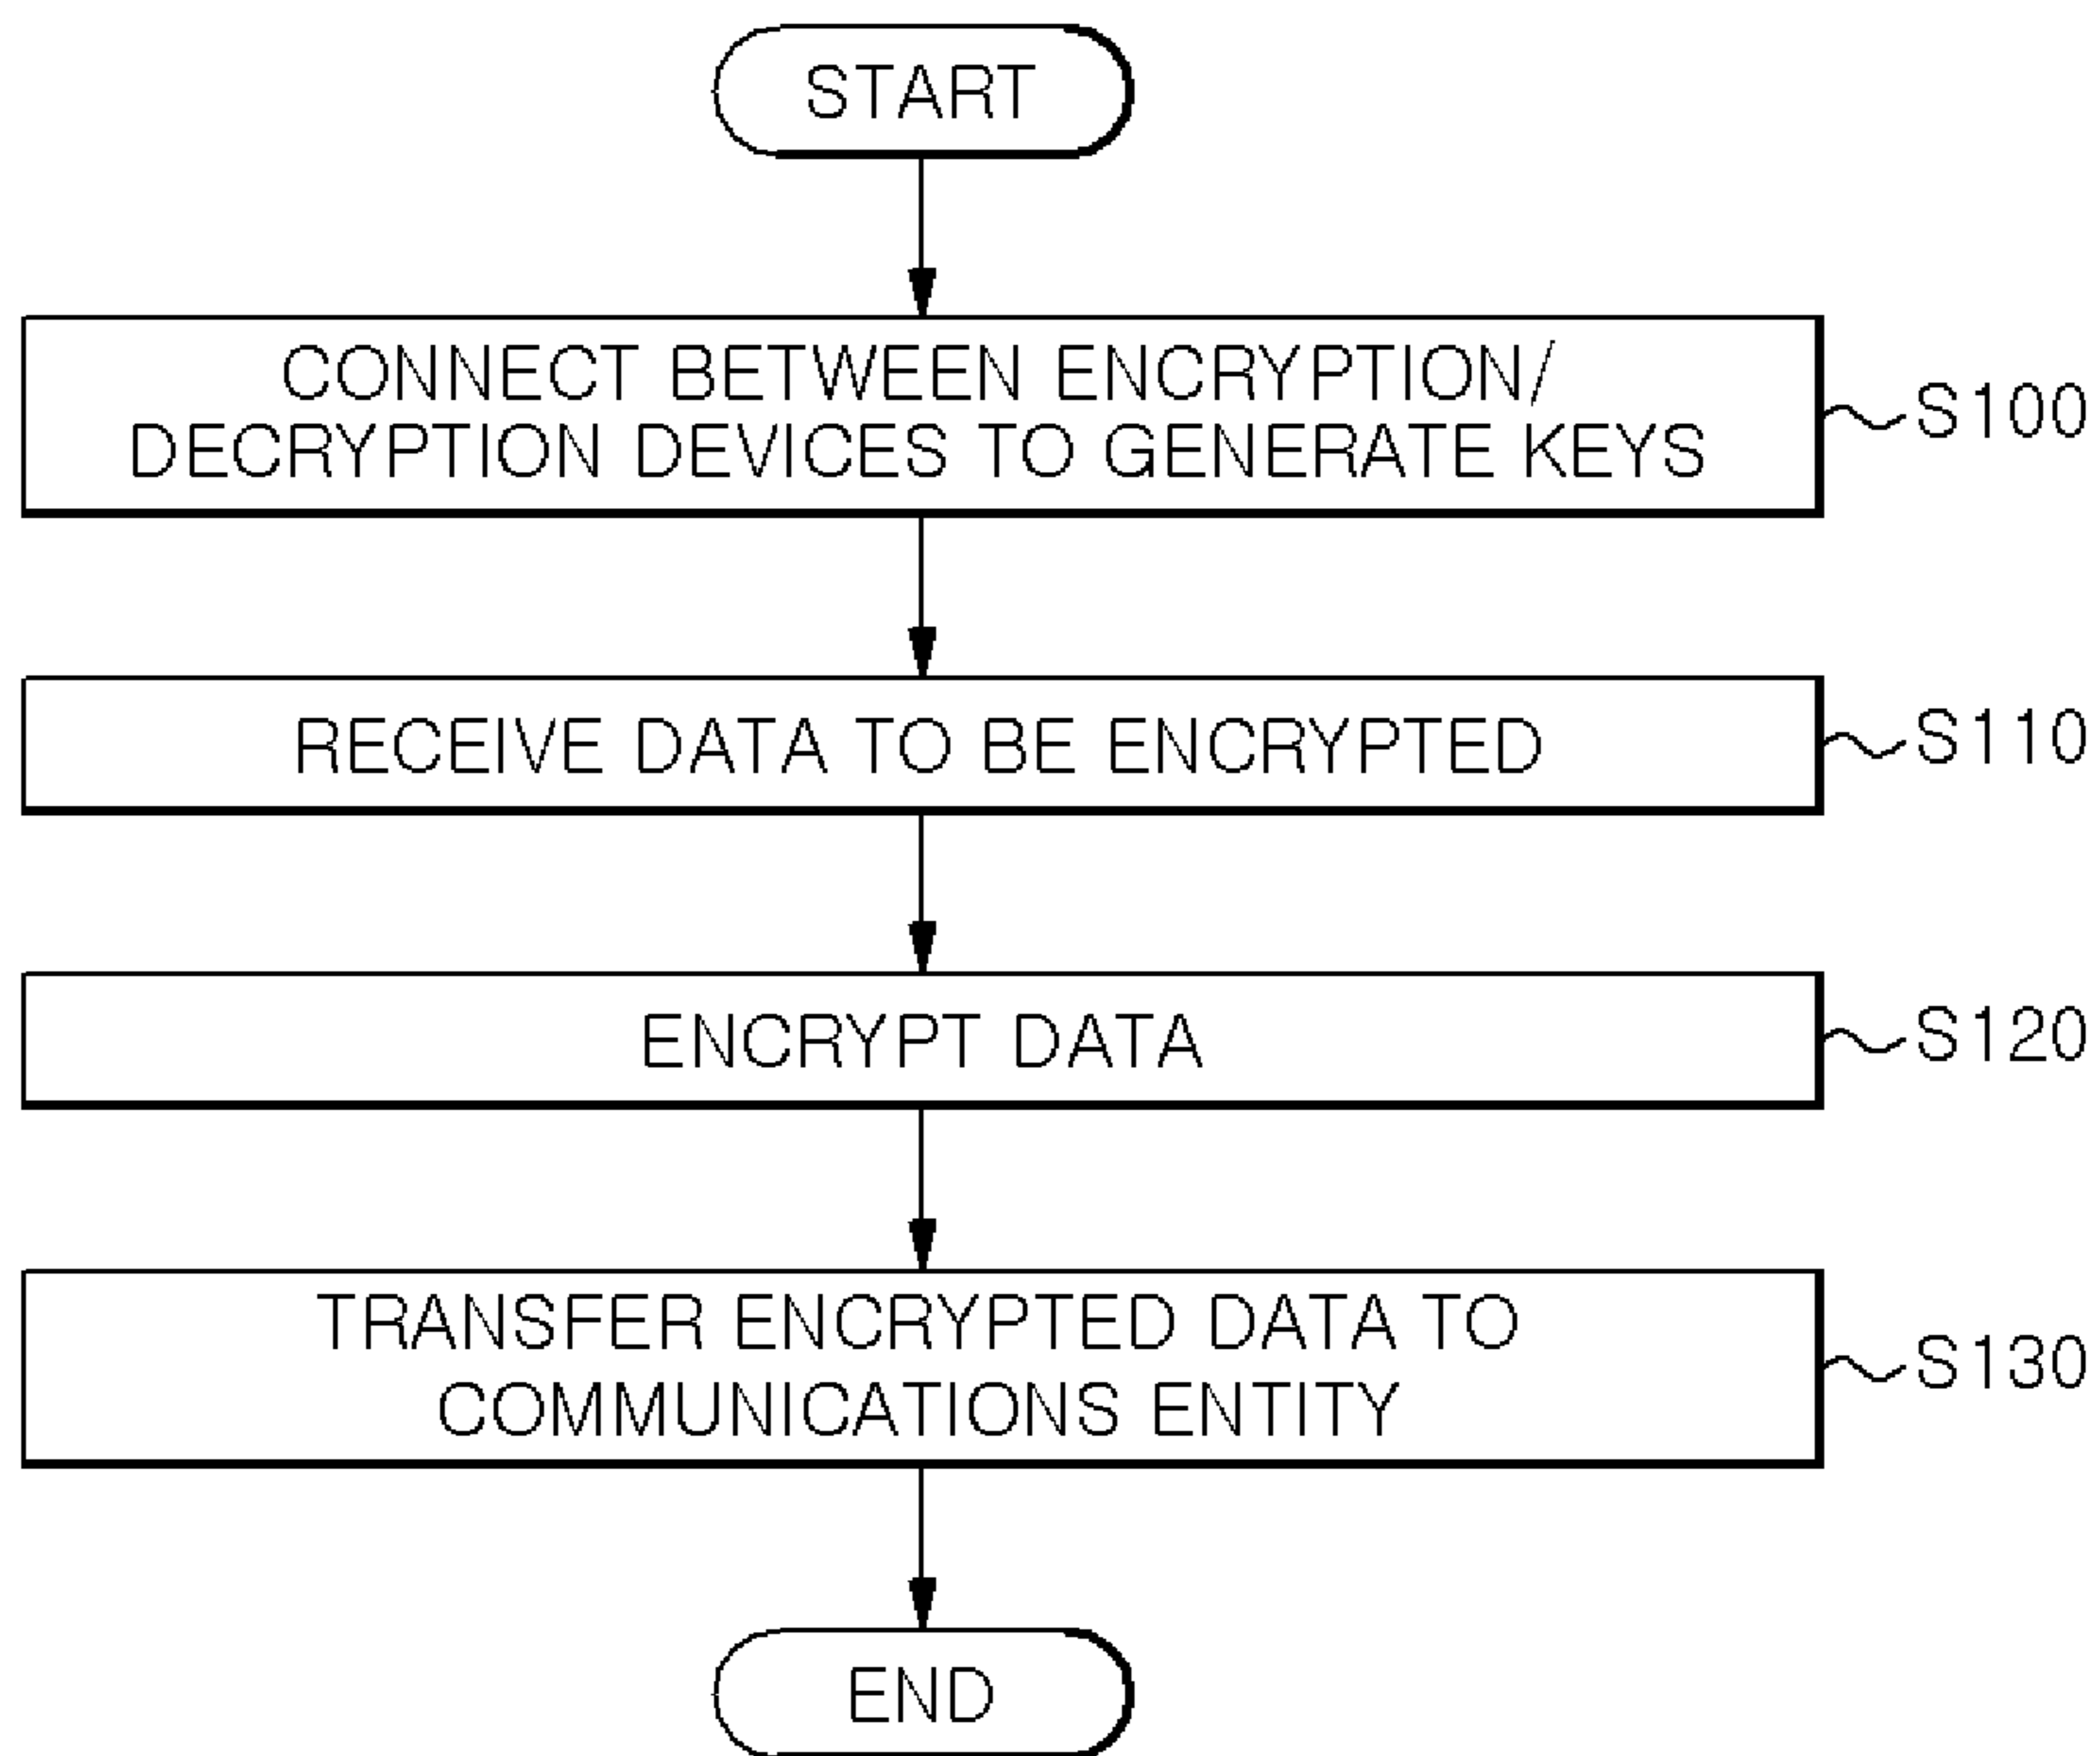 START
CONNECT BETWEEN ENCRYPTION/
DECRYPTION DEVICES TO GENERATE KEYS
S100
RECEIVE DATA TO BE ENCRYPTED
S110
ENCRYPT DATA
S120
TRANSFER ENCRYPTED DATA TO
COMMUNICATIONS ENTITY
S130
END